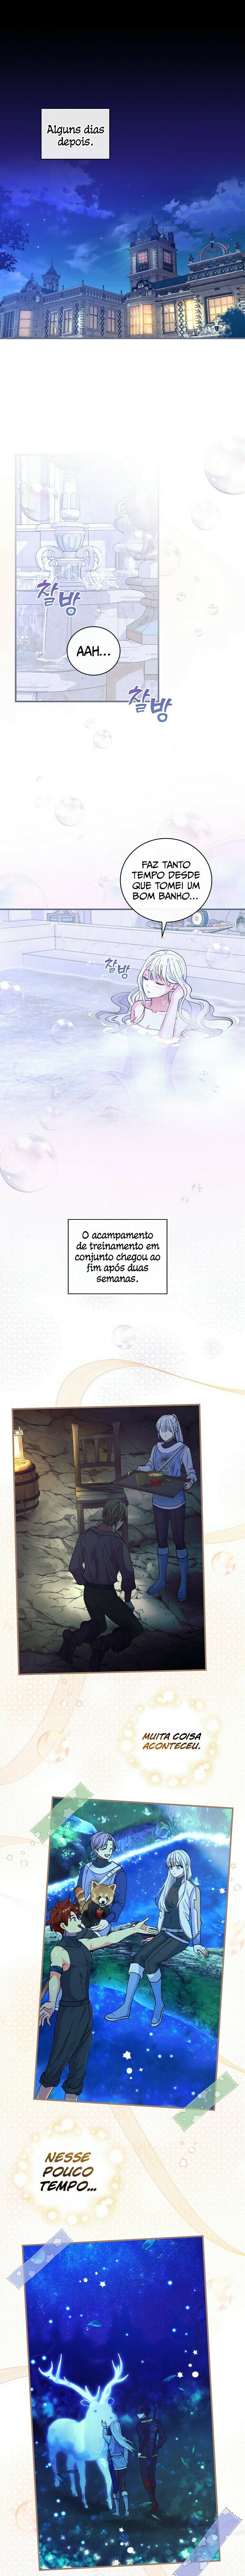 Alguns dias
depois.
찰방
AAH...
찰방
FAZ TANTO
TEMPO DESDE
QUE TOMEI UM
BOM BANHO...
찰방
O acampamento
de treinamento em
conjunto chegou ao
fim após duas
semanas.
MUITA COISA
ACONTECEU.
NESSE
POUCO
TEMPO...